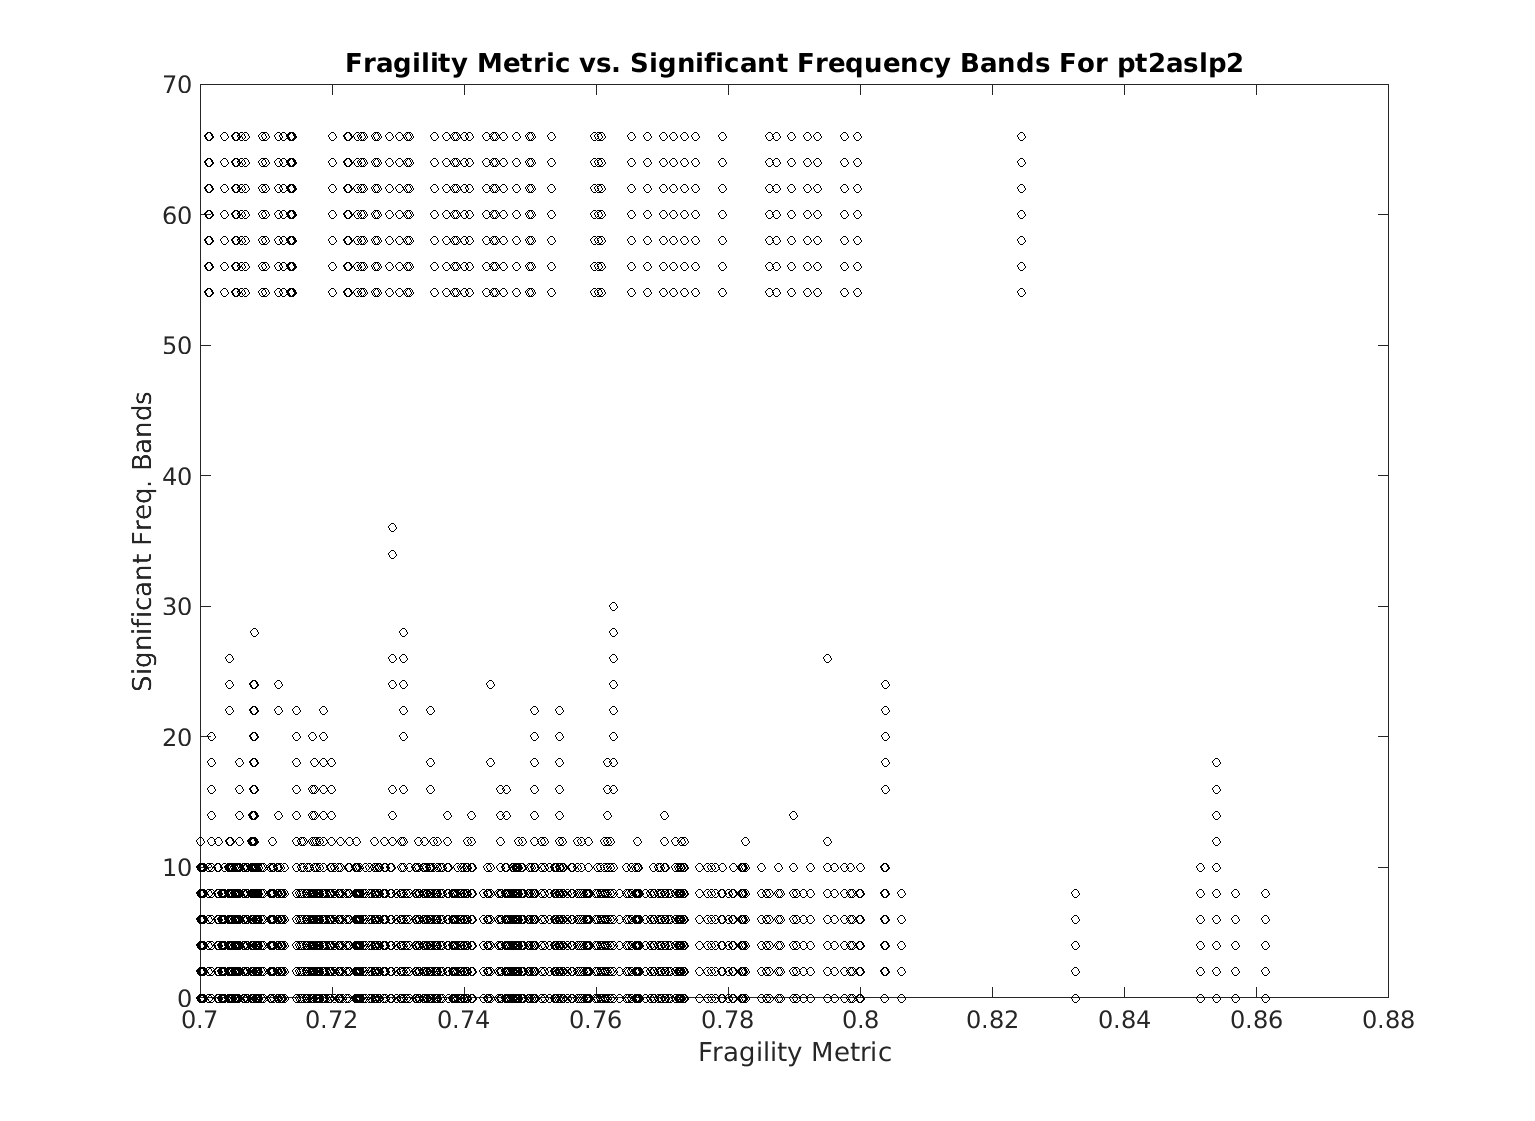 Fragility Metric vs. Significant Frequency Bands For pt2aslp2
70
60
50
40
30
20
10
0
Significant Freq. Bands
0.7 0.72 0.74 0.76 0.78 0.8 0.82 0.84 0.86 0.88
Fragility Metric